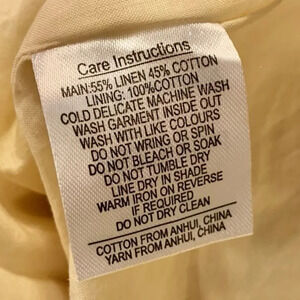 Care Instructions
MAIN:55% LINEN 45% COTTON
LINING: 100%COTTON
COLD DELICATE MACHINE WASH
WASH GARMENT INSIDE OUT
WASH WITH LIKE COLOURS
DO NOT WRING OR SPIN
DO NOT BLEACH OR SOAK
DO NOT TUMBLE DRY
LINE DRY IN SHADE
WARM IRON ON REVERSE
IF REQUIRED
DO NOT DRY CLEAN
COTTON FROM ANHUI, CHINA
YARN FROM ANHUI, CHINA